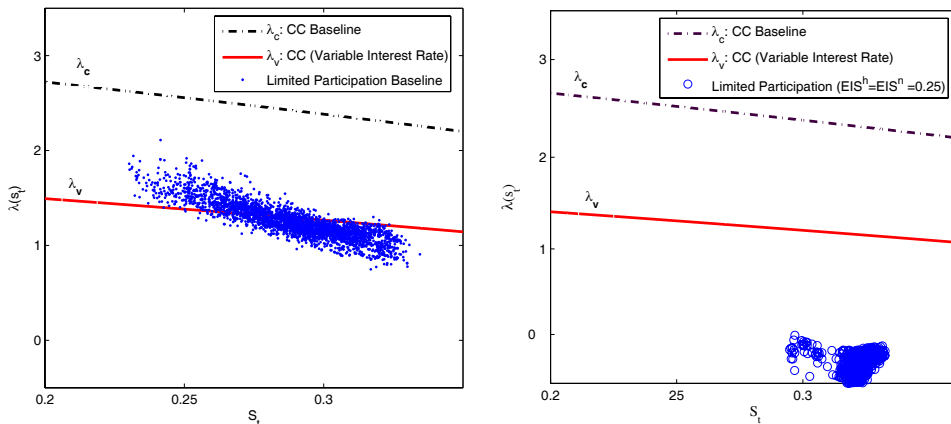 λc: CC Baseline
λv: CC (Variable Interest Rate)
Limited Participation Baseline
3
2
1
0
λ(st)
λc
λv
0.2
0.25
0.3
St
λc: CC Baseline
λv: CC (Variable Interest Rate)
Limited Participation (EISh=EISn =0.25)
3
2
1
0
λ(st)
λc
λv
0.2
25
0.3
St